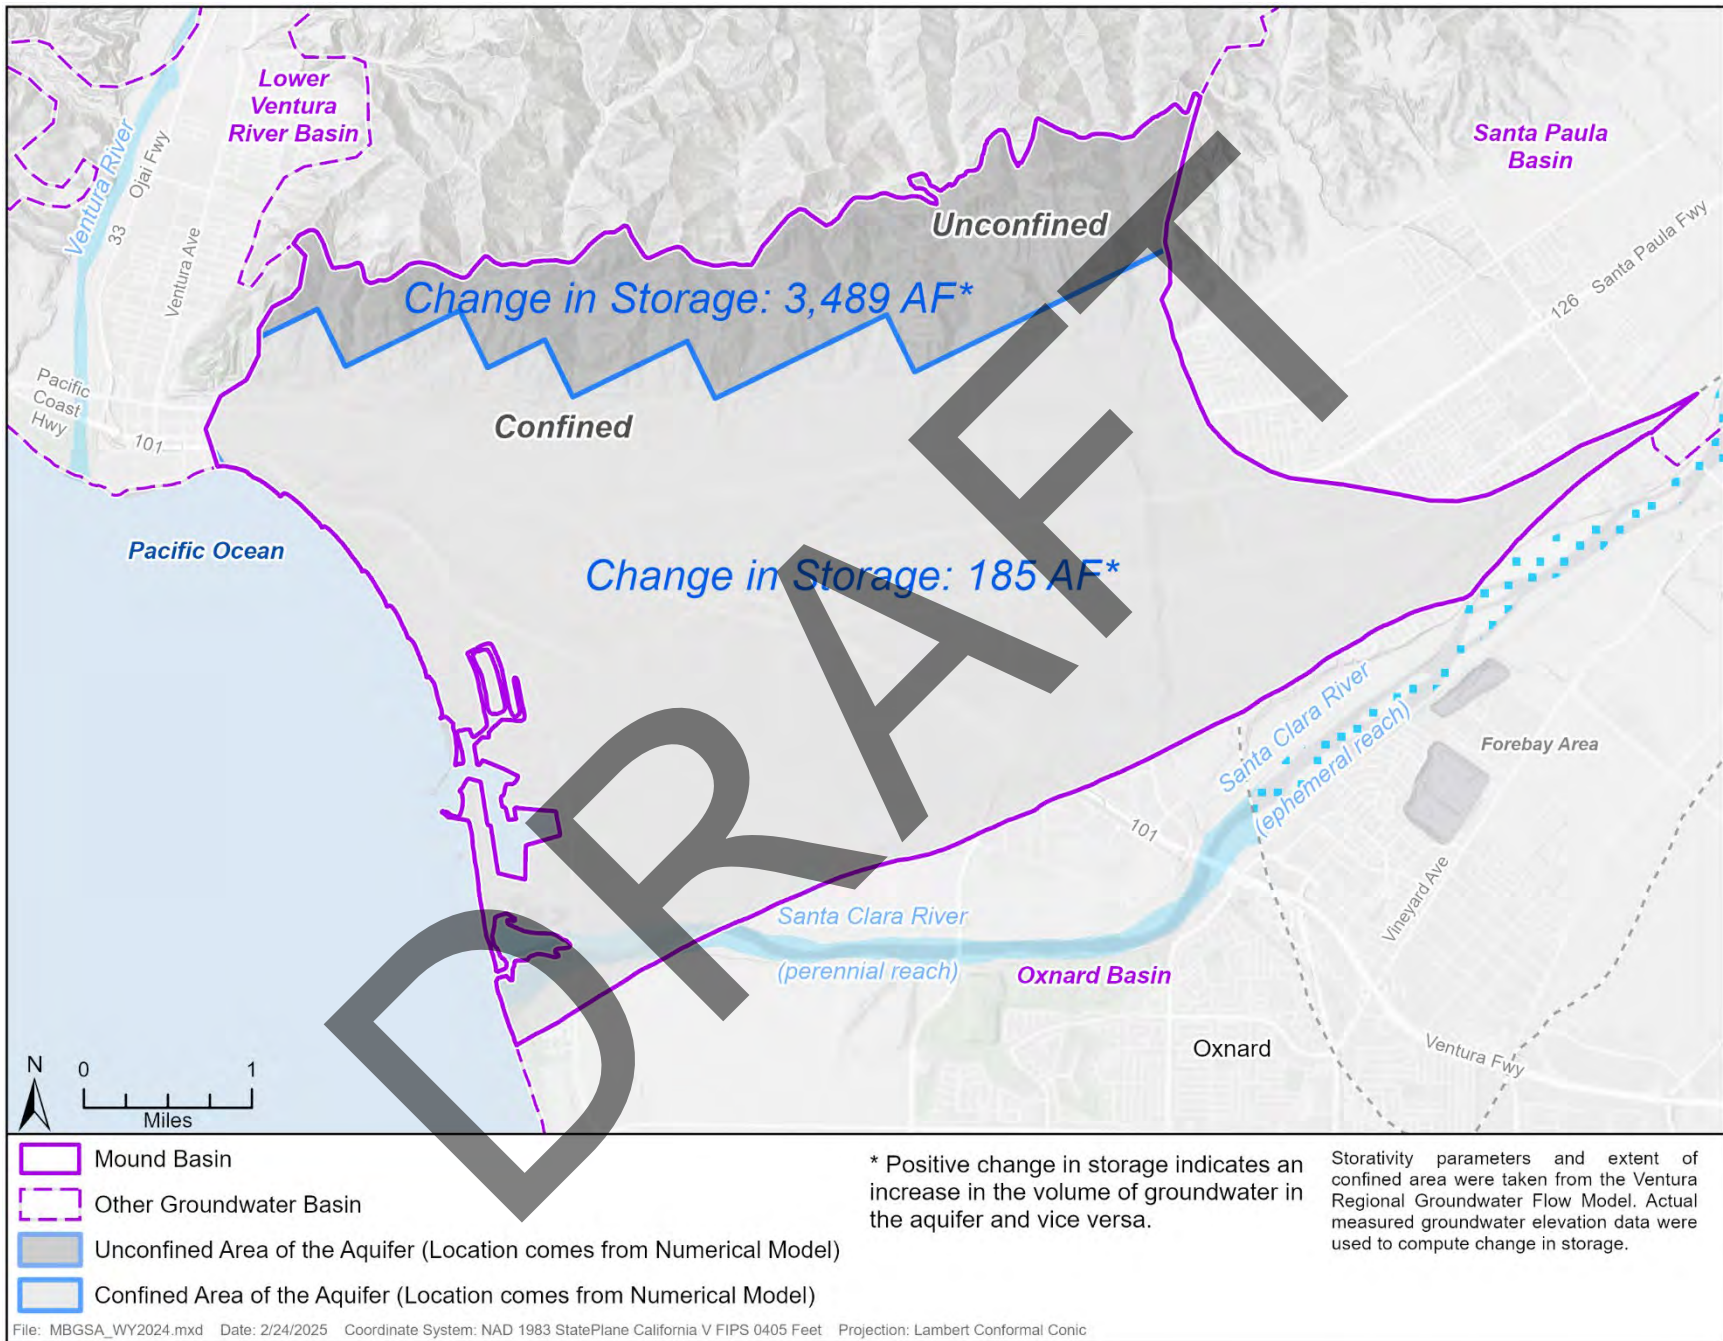 Lower
Ventura
River Basin
Santa Paula
Basin
Ventura River
33
Ojai Fwy
Ventura Ave
Unconfined
Change in Storage: 3,489 AF*
126 Santa Paula Fwy
Pacific
Coast
Hwy
101
Confined
Pacific Ocean
Change in Storage: 185 AF*
DRAFT
Santa Clara River
(ephemeral reach)
Forebay Area
101
Vineyard Ave
Santa Clara River
(perennial reach)
Oxnard Basin
Oxnard
Ventura Fwy
N
0 1
Miles
Mound Basin
Other Groundwater Basin
Unconfined Area of the Aquifer (Location comes from Numerical Model)
Confined Area of the Aquifer (Location comes from Numerical Model)
* Positive change in storage indicates an
increase in the volume of groundwater in
the aquifer and vice versa.
Storativity parameters and extent of
confined area were taken from the Ventura
Regional Groundwater Flow Model. Actual
measured groundwater elevation data were
used to compute change in storage.
File: MBGSA_WY2024.mxd Date: 2/24/2025 Coordinate System: NAD 1983 StatePlane California V FIPS 0405 Feet Projection: Lambert Conformal Conic